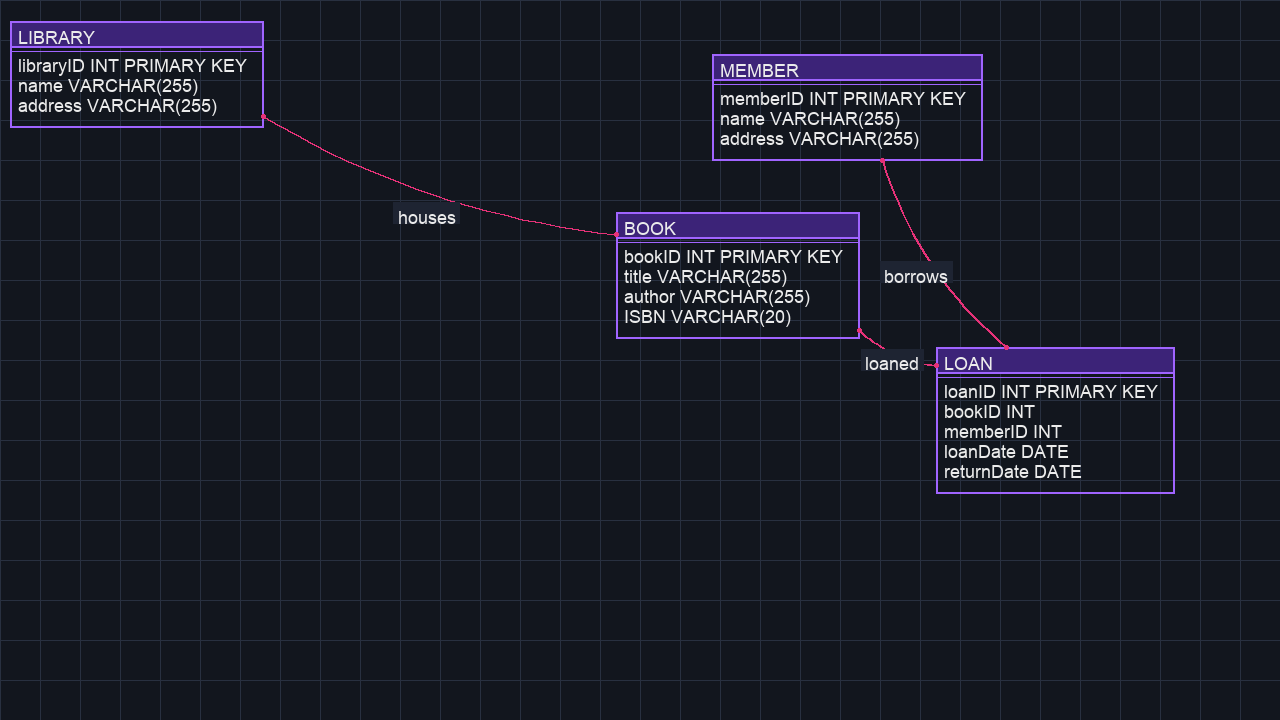 LIBRARY
libraryID INT PRIMARY KEY
name VARCHAR(255)
address VARCHAR(255)
MEMBER
memberID INT PRIMARY KEY
name VARCHAR(255)
address VARCHAR(255)
houses
BOOK
bookID INT PRIMARY KEY
title VARCHAR(255)
author VARCHAR(255)
ISBN VARCHAR(20)
borrows
loaned
LOAN
loanID INT PRIMARY KEY
bookID INT
memberID INT
loanDate DATE
returnDate DATE